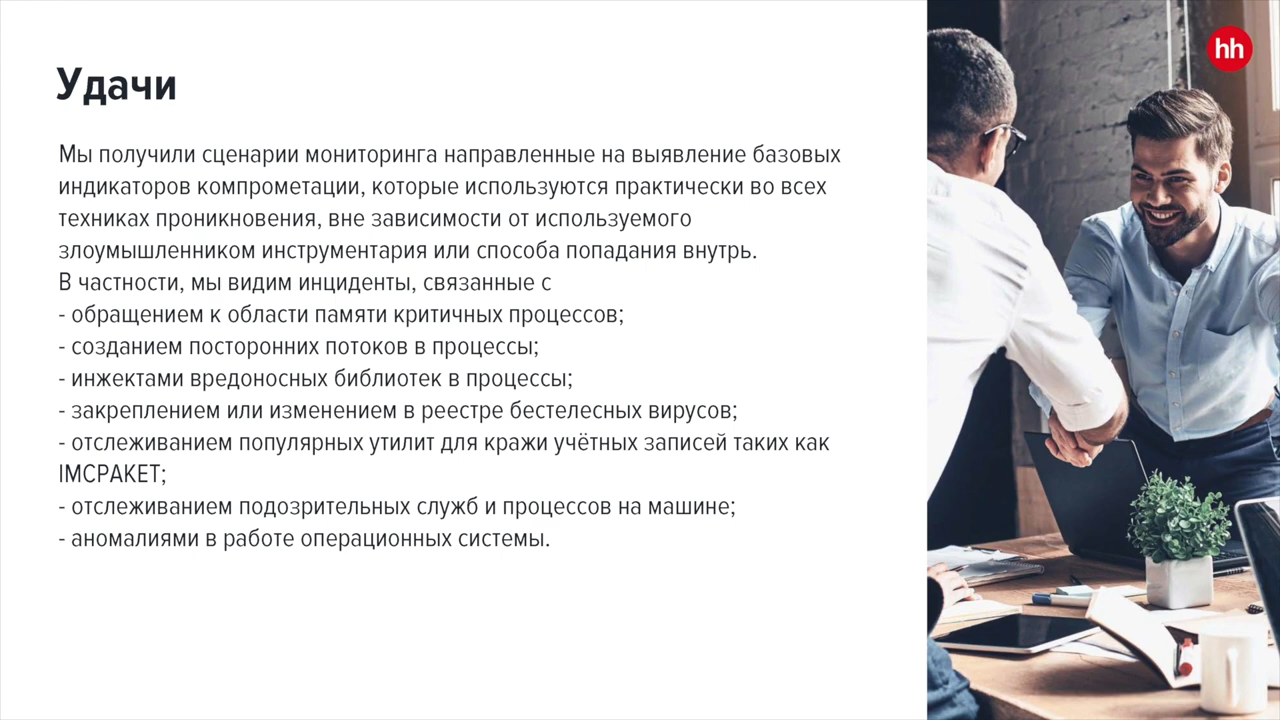 Удачи
hh
Мы получили сценарии мониторинга направленные на выявление базовых
индикаторов компрометации, которые используются практически во всех
техниках проникновения, вне зависимости от используемого
злоумышленником инструментария или способа попадания внутрь.
В частности, мы видим инциденты, связанные с
- обращением к области памяти критичных процессов;
- созданием посторонних потоков в процессы;
- инжектами вредоносных библиотек в процессы;
- закреплением или изменением в реестре бестелесных вирусов;
- отслеживанием популярных утилит для кражи учётных записей таких как
IMCPAKET;
- отслеживанием подозрительных служб и процессов на машине;
- аномалиями в работе операционных системы.